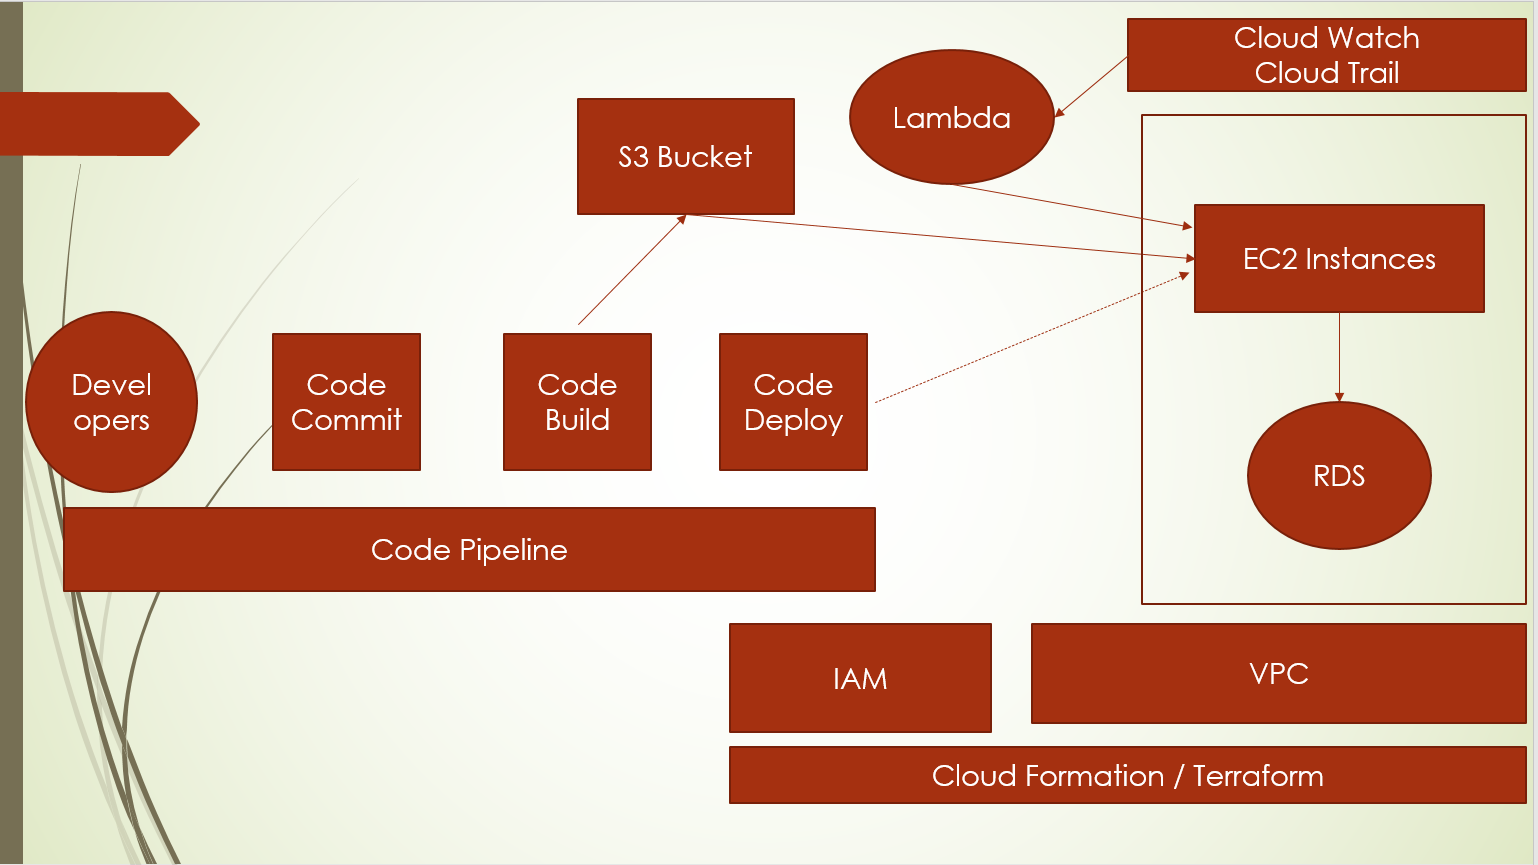 Cloud Watch
Cloud Trail
Lambda
S3 Bucket
EC2 Instances
Devel
opers
Code
Commit
Code
Build
Code
Deploy
RDS
Code Pipeline
IAM
VPC
Cloud Formation / Terraform